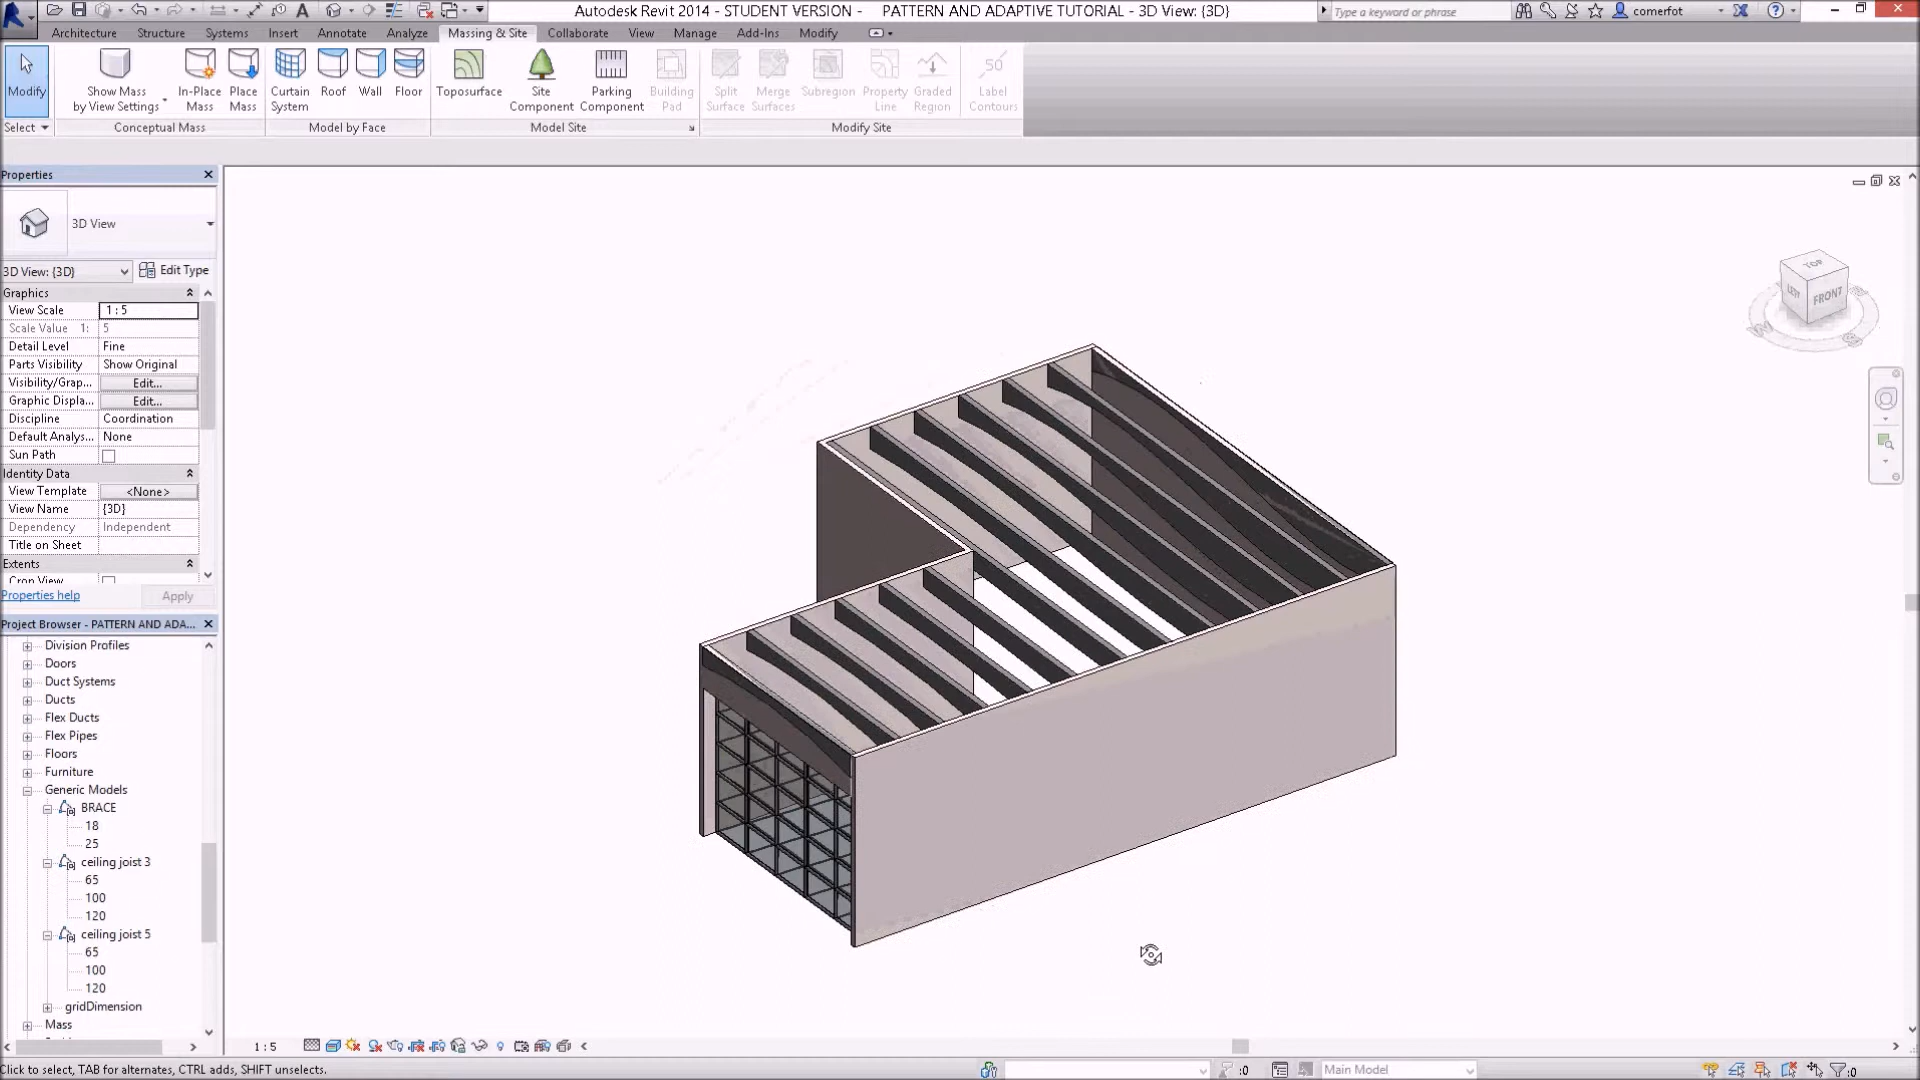 Autodesk Revit 2014 - STUDENT VERSION - PATTERN AND ADAPTIVE TUTORIAL - 3D View: {3D}
Type a keyword or phrase
comerfot
Architecture Structure Systems Insert Annotate Analyze Massing & Site Collaborate View Manage Add-Ins Modify
Modify
Show Mass
by View Settings
In-Place
Mass
Place
Mass
Curtain
System
Roof
Wall
Floor
Toposurface
Site
Component
Parking
Component
Building
Pad
Split
Surface
Merge
Surfaces
Subregion
Property
Line
Graded
Region
50
Label
Contours
Select
Conceptual Mass
Model by Face
Model Site
Modify Site
Properties
3D View
3D View: {3D}
Edit Type
Graphics
View Scale 1 : 5
Scale Value 1: 5
Detail Level Fine
Parts Visibility Show Original
Visibility/Grap... Edit...
Graphic Displa... Edit...
Discipline Coordination
Default Analys... None
Sun Path
Identity Data
View Template <None>
View Name {3D}
Dependency Independent
Title on Sheet
Extents
Crop View
Properties help
Apply
Project Browser - PATTERN AND ADA...
Division Profiles
Doors
Duct Systems
Ducts
Flex Ducts
Flex Pipes
Floors
Furniture
Generic Models
BRACE
18
25
ceiling joist 3
65
100
120
ceiling joist 5
65
100
120
gridDimension
Mass
TOP
LEFT
FRONT
W
1 : 5
Click to select, TAB for alternates, CTRL adds, SHIFT unselects.
:0
Main Model
:0